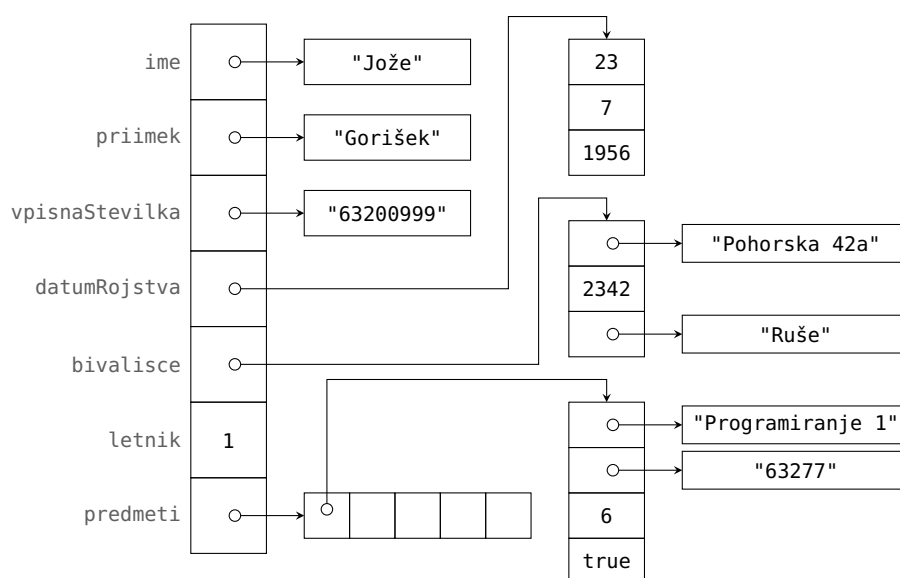 ime
"Jože"
23
priimek
"Gorišek"
7
1956
vpisnaStevilka
"63200999"
"Pohorska 42a"
datumRojstva
2342
"Ruše"
bivalisce
letnik
1
"Programiranje 1"
"63277"
predmeti
6
true